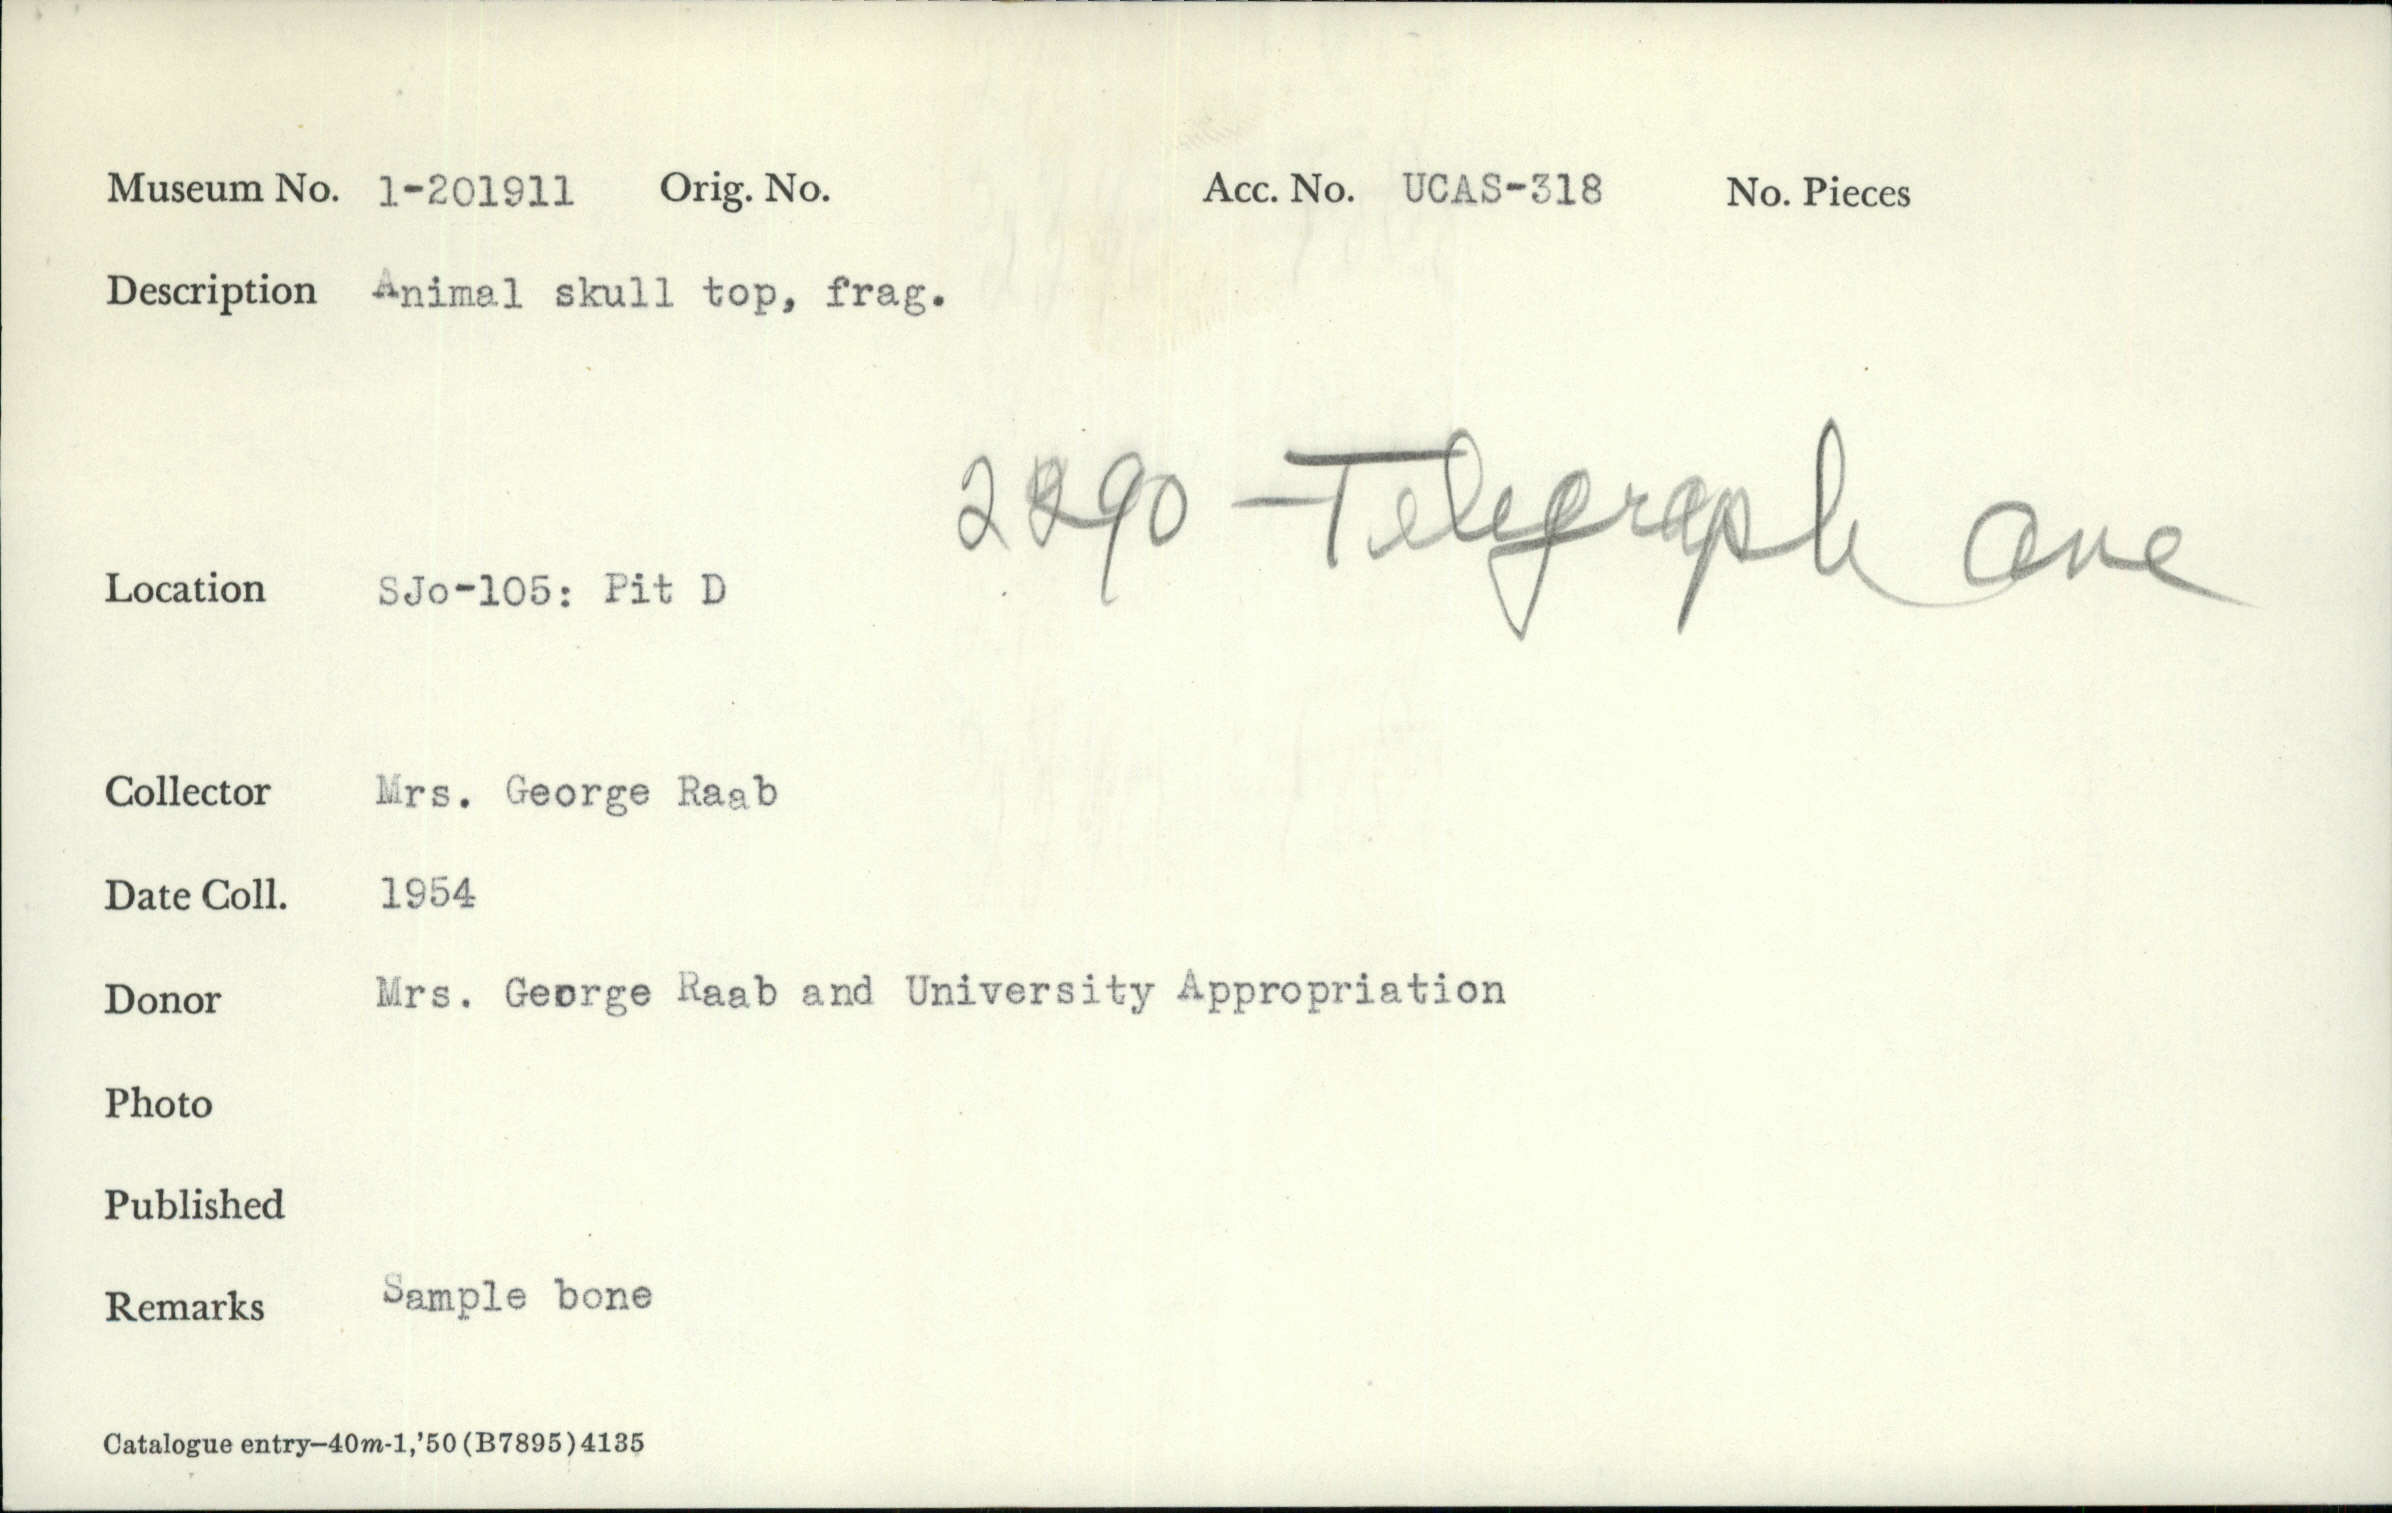 Museum No. 1-201911 Orig. No. Acc. No. UCAS-318 No. Pieces
Description Animal skull top, frag.
2290 - Telegraph Ave
Location SJo-105: Pit D
Collector Mrs. George Raab
Date Coll. 1954
Donor Mrs. George Raab and University Appropriation
Photo
Published
Remarks Sample bone
Catalogue entry—40m-1,'50(B7895)4135